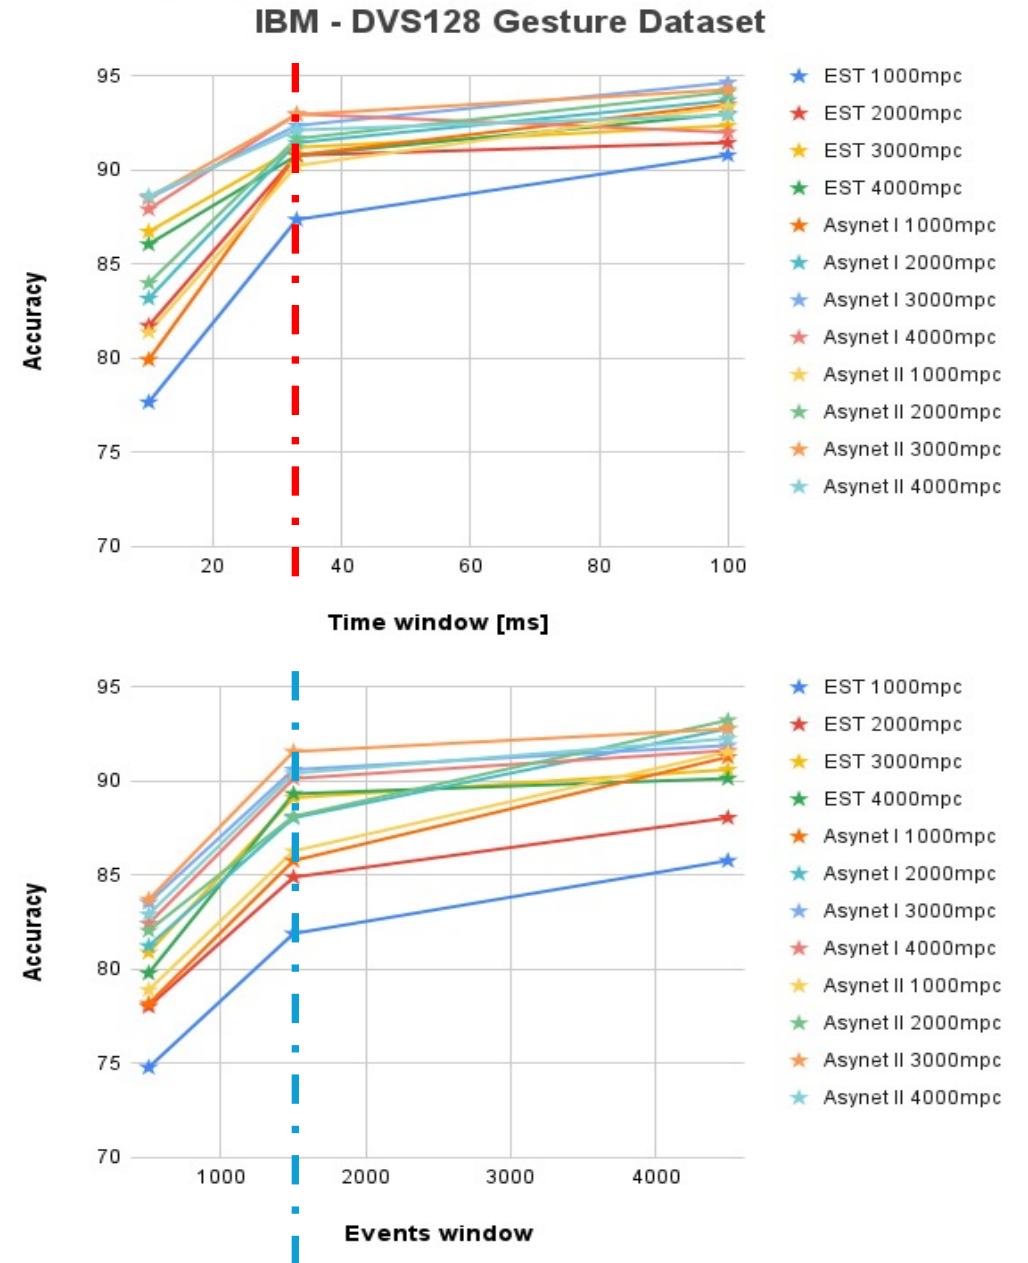 IBM - DVS128 Gesture Dataset
95
90
85
80
75
70
Accuracy
20 40 60 80 100
Time window [ms]
EST 1000mpc
EST 2000mpc
EST 3000mpc
EST 4000mpc
Asynet I 1000mpc
Asynet I 2000mpc
Asynet I 3000mpc
Asynet I 4000mpc
Asynet II 1000mpc
Asynet II 2000mpc
Asynet II 3000mpc
Asynet II 4000mpc
95
90
85
80
75
70
Accuracy
1000 2000 3000 4000
Events window
EST 1000mpc
EST 2000mpc
EST 3000mpc
EST 4000mpc
Asynet I 1000mpc
Asynet I 2000mpc
Asynet I 3000mpc
Asynet I 4000mpc
Asynet II 1000mpc
Asynet II 2000mpc
Asynet II 3000mpc
Asynet II 4000mpc